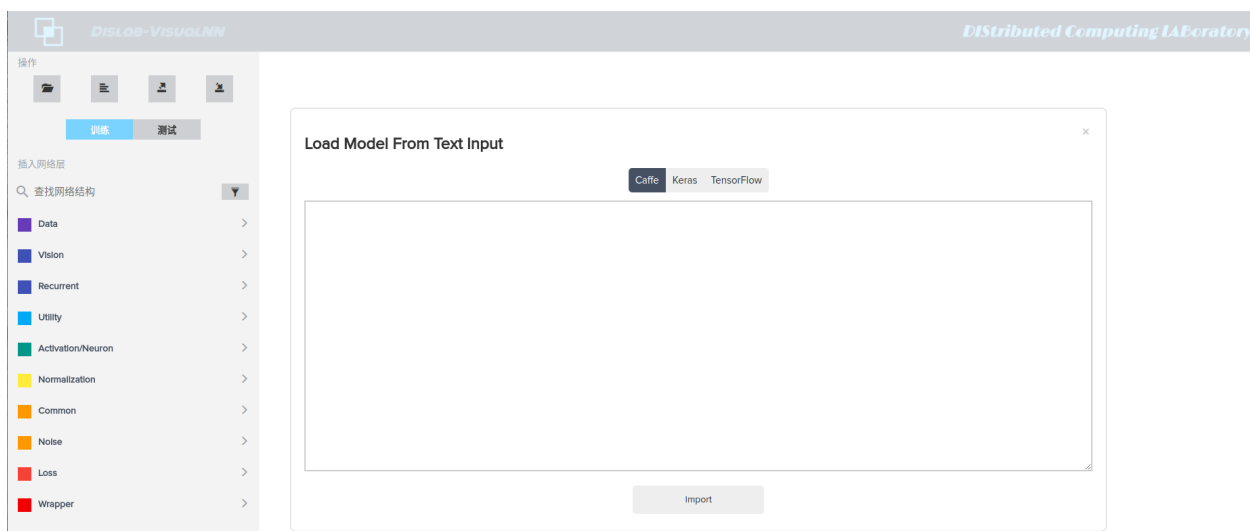 DISLAB-VISUALNN
DIStributed Computing LABoratory
操作
训练 测试
插入网络层
查找网络结构
Data
Vision
Recurrent
Utility
Activation/Neuron
Normalization
Common
Noise
Loss
Wrapper
Load Model From Text Input
×
Caffe Keras TensorFlow
Import